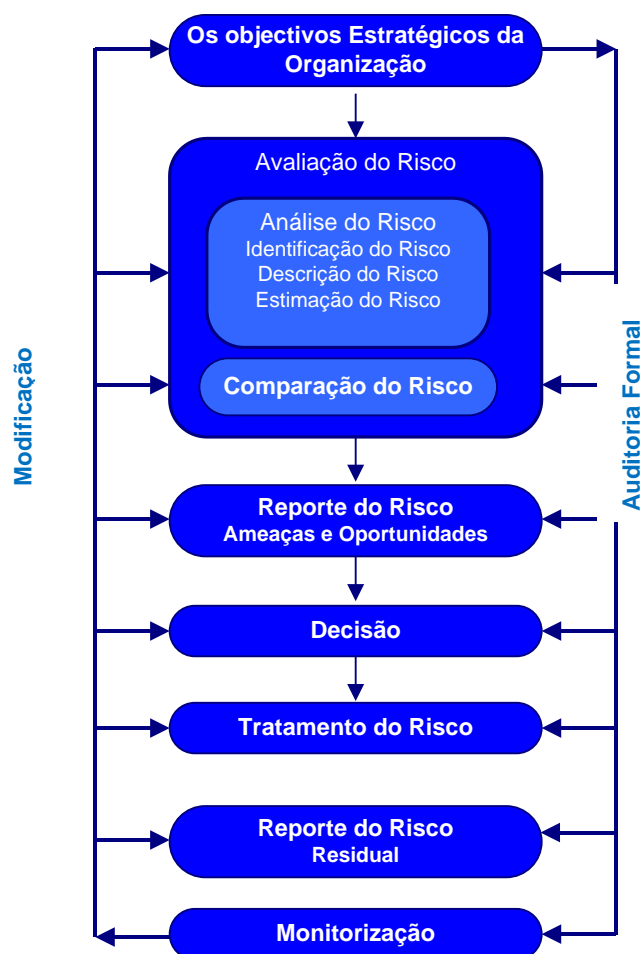 Os objectivos Estratégicos da
Organização
Avaliação do Risco
Análise do Risco
Identificação do Risco
Descrição do Risco
Estimação do Risco
Comparação do Risco
Modificação
Auditoria Formal
Reporte do Risco
Ameaças e Oportunidades
Decisão
Tratamento do Risco
Reporte do Risco
Residual
Monitorização